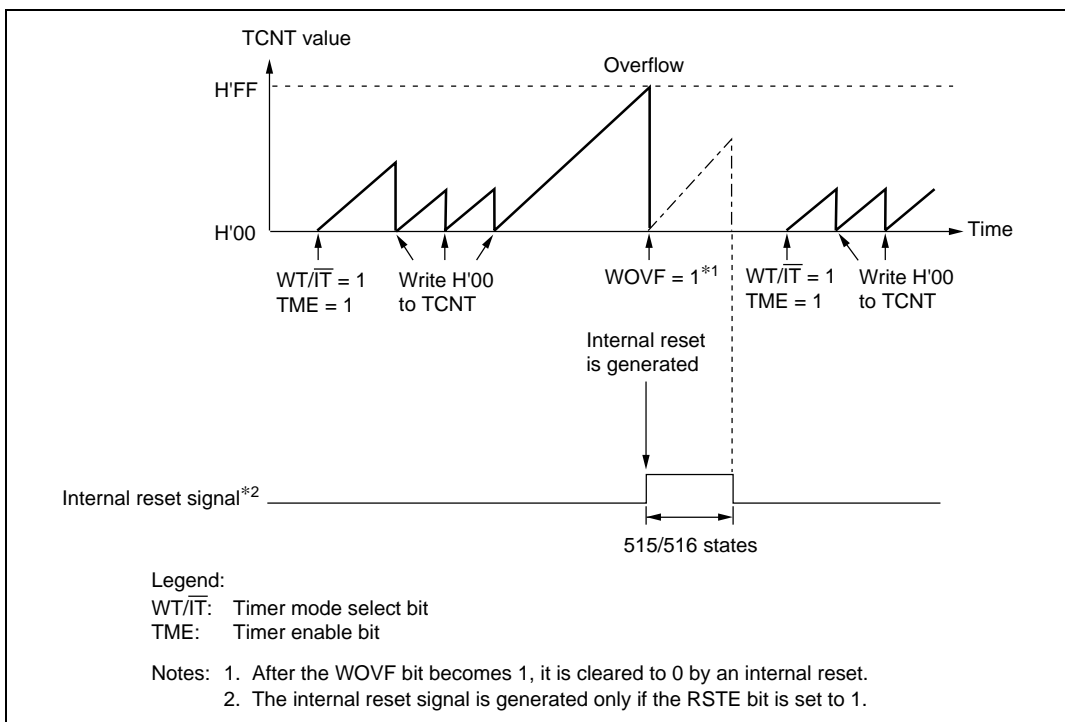 TCNT value
Overflow
H'FF
H'00
Time
WT/I̅T̅ = 1
TME = 1
Write H'00
to TCNT
WOVF = 1*1
WT/I̅T̅ = 1
TME = 1
Write H'00
to TCNT
Internal reset
is generated
Internal reset signal*2
515/516 states
Legend:
WT/I̅T̅: Timer mode select bit
TME: Timer enable bit
Notes: 1. After the WOVF bit becomes 1, it is cleared to 0 by an internal reset.
2. The internal reset signal is generated only if the RSTE bit is set to 1.